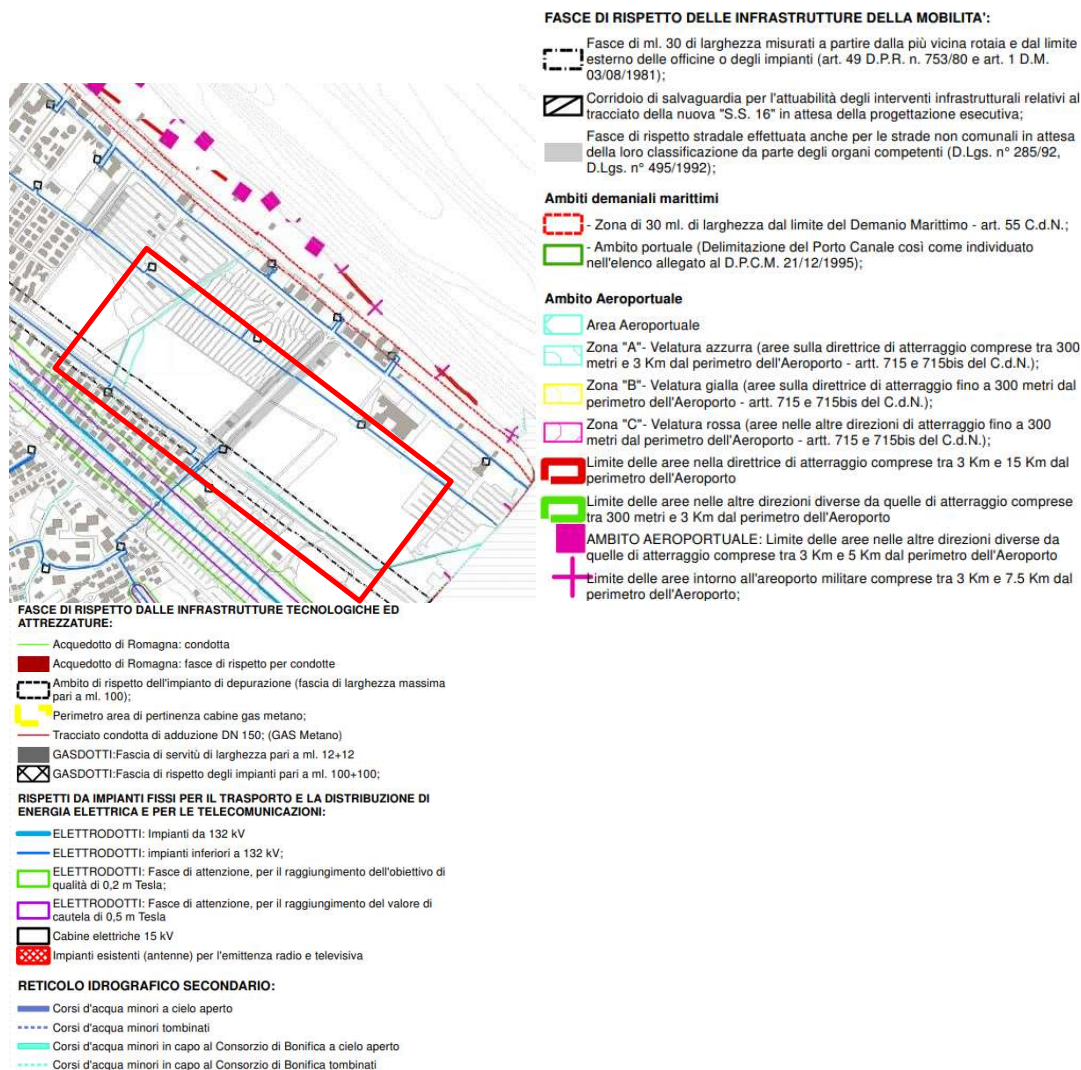 FASCE DI RISPETTO DELLE INFRASTRUTTURE DELLA MOBILITA':
Fasce di ml. 30 di larghezza misurati a partire dalla più vicina rotaia e dal limite
esterno delle officine o degli impianti (art. 49 D.P.R. n. 753/80 e art. 1 D.M.
03/08/1981);
Corridoio di salvaguardia per l'attuabilità degli interventi infrastrutturali relativi al
tracciato della nuova "S.S. 16" in attesa della progettazione esecutiva;
Fasce di rispetto stradale effettuata anche per le strade non comunali in attesa
della loro classificazione da parte degli organi competenti (D.Lgs. n° 285/92,
D.Lgs. n° 495/1992);
Ambiti demaniali marittimi
- Zona di 30 ml. di larghezza dal limite del Demanio Marittimo - art. 55 C.d.N.;
- Ambito portuale (Delimitazione del Porto Canale così come individuato
nell'elenco allegato al D.P.C.M. 21/12/1995);
Ambito Aeroportuale
Area Aeroportuale
Zona "A"- Velatura azzurra (aree sulla direttrice di atterraggio comprese tra 300
metri e 3 Km dal perimetro dell'Aeroporto - artt. 715 e 715bis del C.d.N.);
Zona "B"- Velatura gialla (aree sulla direttrice di atterraggio fino a 300 metri dal
perimetro dell'Aeroporto - artt. 715 e 715bis del C.d.N.);
Zona "C"- Velatura rossa (aree nelle altre direzioni di atterraggio fino a 300
metri dal perimetro dell'Aeroporto - artt. 715 e 715bis del C.d.N.);
Limite delle aree nella direttrice di atterraggio comprese tra 3 Km e 15 Km dal
perimetro dell'Aeroporto
Limite delle aree nelle altre direzioni diverse da quelle di atterraggio comprese
tra 300 metri e 3 Km dal perimetro dell'Aeroporto
AMBITO AEROPORTUALE: Limite delle aree nelle altre direzioni diverse da
quelle di atterraggio comprese tra 3 Km e 5 Km dal perimetro dell'Aeroporto
Limite delle aree intorno all'areoporto militare comprese tra 3 Km e 7.5 Km dal
perimetro dell'Aeroporto;
FASCE DI RISPETTO DALLE INFRASTRUTTURE TECNOLOGICHE ED
ATTREZZATURE:
Acquedotto di Romagna: condotta
Acquedotto di Romagna: fasce di rispetto per condotte
Ambito di rispetto dell'impianto di depurazione (fascia di larghezza massima
pari a ml. 100);
Perimetro area di pertinenza cabine gas metano;
Tracciato condotta di adduzione DN 150; (GAS Metano)
GASDOTTI:Fascia di servitù di larghezza pari a ml. 12+12
GASDOTTI:Fascia di rispetto degli impianti pari a ml. 100+100;
RISPETTI DA IMPIANTI FISSI PER IL TRASPORTO E LA DISTRIBUZIONE DI
ENERGIA ELETTRICA E PER LE TELECOMUNICAZIONI:
ELETTRODOTTI: Impianti da 132 kV
ELETTRODOTTI: impianti inferiori a 132 kV;
ELETTRODOTTI: Fasce di attenzione, per il raggiungimento dell'obiettivo di
qualità di 0,2 m Tesla;
ELETTRODOTTI: Fasce di attenzione, per il raggiungimento del valore di
cautela di 0,5 m Tesla
Cabine elettriche 15 kV
Impianti esistenti (antenne) per l'emittenza radio e televisiva
RETICOLO IDROGRAFICO SECONDARIO:
Corsi d'acqua minori a cielo aperto
Corsi d'acqua minori tombinati
Corsi d'acqua minori in capo al Consorzio di Bonifica a cielo aperto
Corsi d'acqua minori in capo al Consorzio di Bonifica tombinati